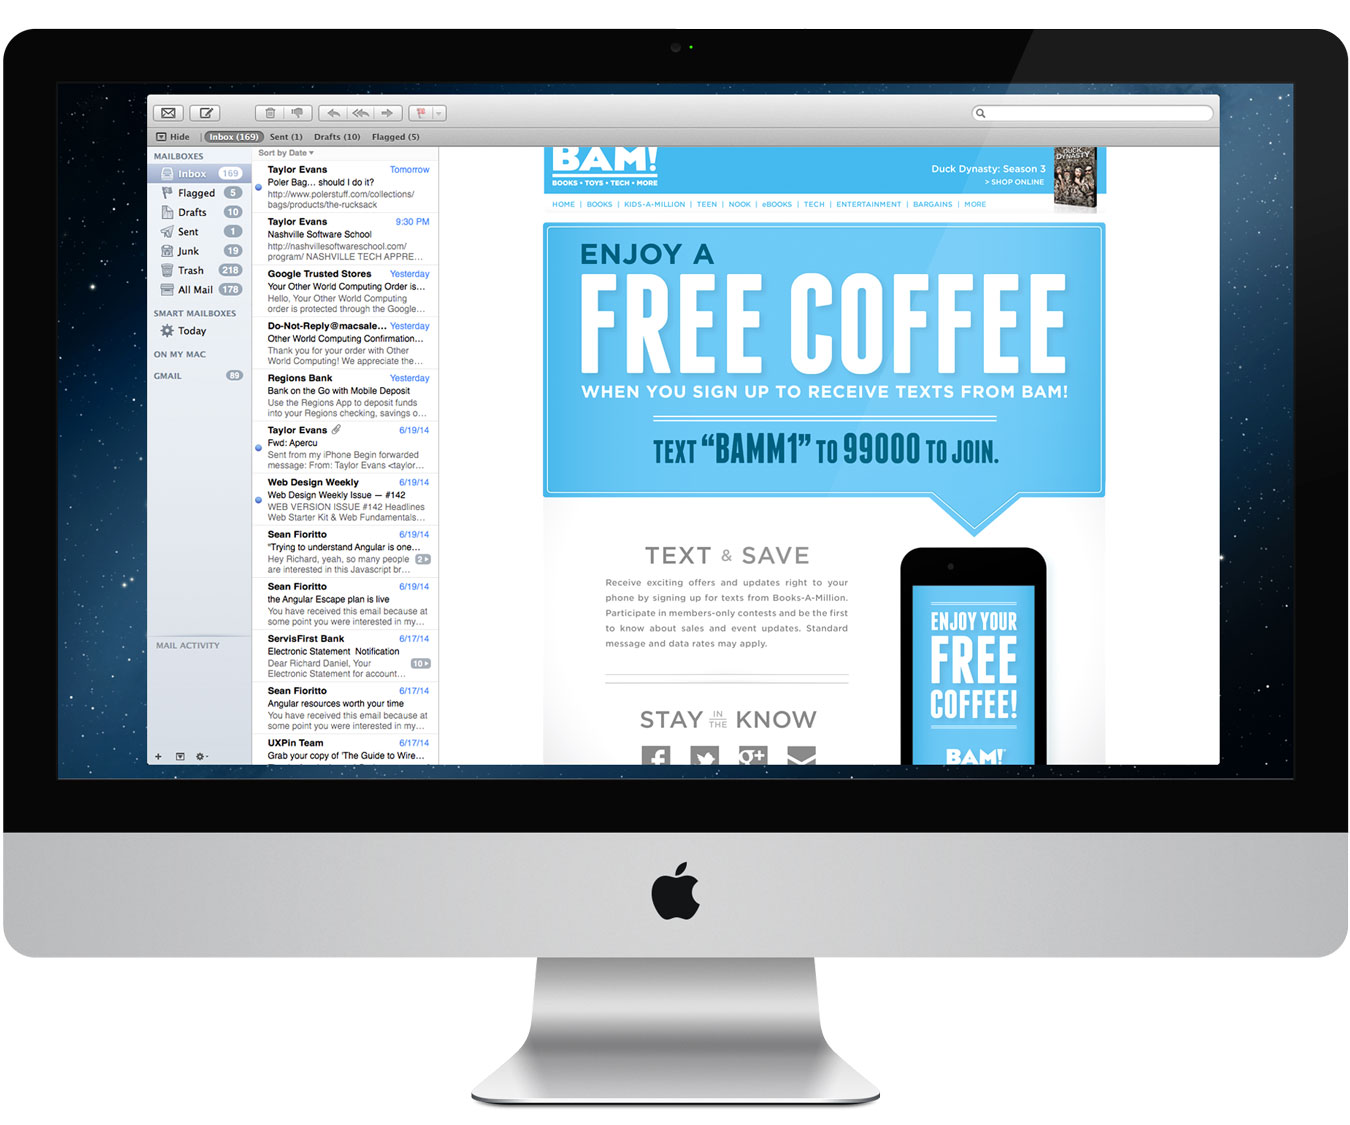 Hide
Inbox (169)
Sent (1)
Drafts (10)
Flagged (5)
MAILBOXES
Inbox 169
Flagged 5
Drafts 10
Sent 1
Junk 19
Trash 218
All Mail 178
SMART MAILBOXES
Today
ON MY MAC
GMAIL 89
MAIL ACTIVITY
Sort by Date
Taylor Evans Tomorrow
Poler Bag... should I do it?
http://www.polerstuff.com/collections/
bags/products/the-rucksack
Taylor Evans 9:30 PM
Nashville Software School
http://nashvillesoftwareschool.com/
program/ NASHVILLE TECH APPRE...
Google Trusted Stores Yesterday
Your Other World Computing Order is...
Hello, Your Other World Computing
order is protected through the Google...
Do-Not-Reply@macsale... Yesterday
Other World Computing Confirmation...
Thank you for your order with Other
World Computing! We appreciate the...
Regions Bank Yesterday
Bank on the Go with Mobile Deposit
Use the Regions App to deposit funds
into your Regions checking, savings o...
Taylor Evans 6/19/14
Fwd: Apercu
Sent from my iPhone Begin forwarded
message: From: Taylor Evans <taylor...
Web Design Weekly 6/19/14
Web Design Weekly Issue — #142
WEB VERSION ISSUE #142 Headlines
Web Starter Kit & Web Fundamentals...
Sean Fioritto 6/19/14
"Trying to understand Angular is one...
Hey Richard, yeah, so many people 2
are interested in this Javascript br...
Sean Fioritto 6/19/14
the Angular Escape plan is live
You have received this email because at
some point you were interested in my...
ServisFirst Bank 6/17/14
Electronic Statement Notification
Dear Richard Daniel, Your 10
Electronic Statement for account...
Sean Fioritto 6/17/14
Angular resources worth your time
You have received this email because at
some point you were interested in my...
UXPin Team 6/17/14
Grab your copy of 'The Guide to Wire...
BAM!
BOOKS • TOYS • TECH • MORE
Duck Dynasty: Season 3
> SHOP ONLINE
DUCK
DYNASTY
HOME | BOOKS | KIDS-A-MILLION | TEEN | NOOK | eBOOKS | TECH | ENTERTAINMENT | BARGAINS | MORE
ENJOY A
FREE COFFEE
WHEN YOU SIGN UP TO RECEIVE TEXTS FROM BAM!
TEXT “BAMM1” TO 99000 TO JOIN.
TEXT & SAVE
Receive exciting offers and updates right to your
phone by signing up for texts from Books-A-Million.
Participate in members-only contests and be the first
to know about sales and event updates. Standard
message and data rates may apply.
STAY IN THE KNOW
ENJOY YOUR
FREE
COFFEE!
BAM!